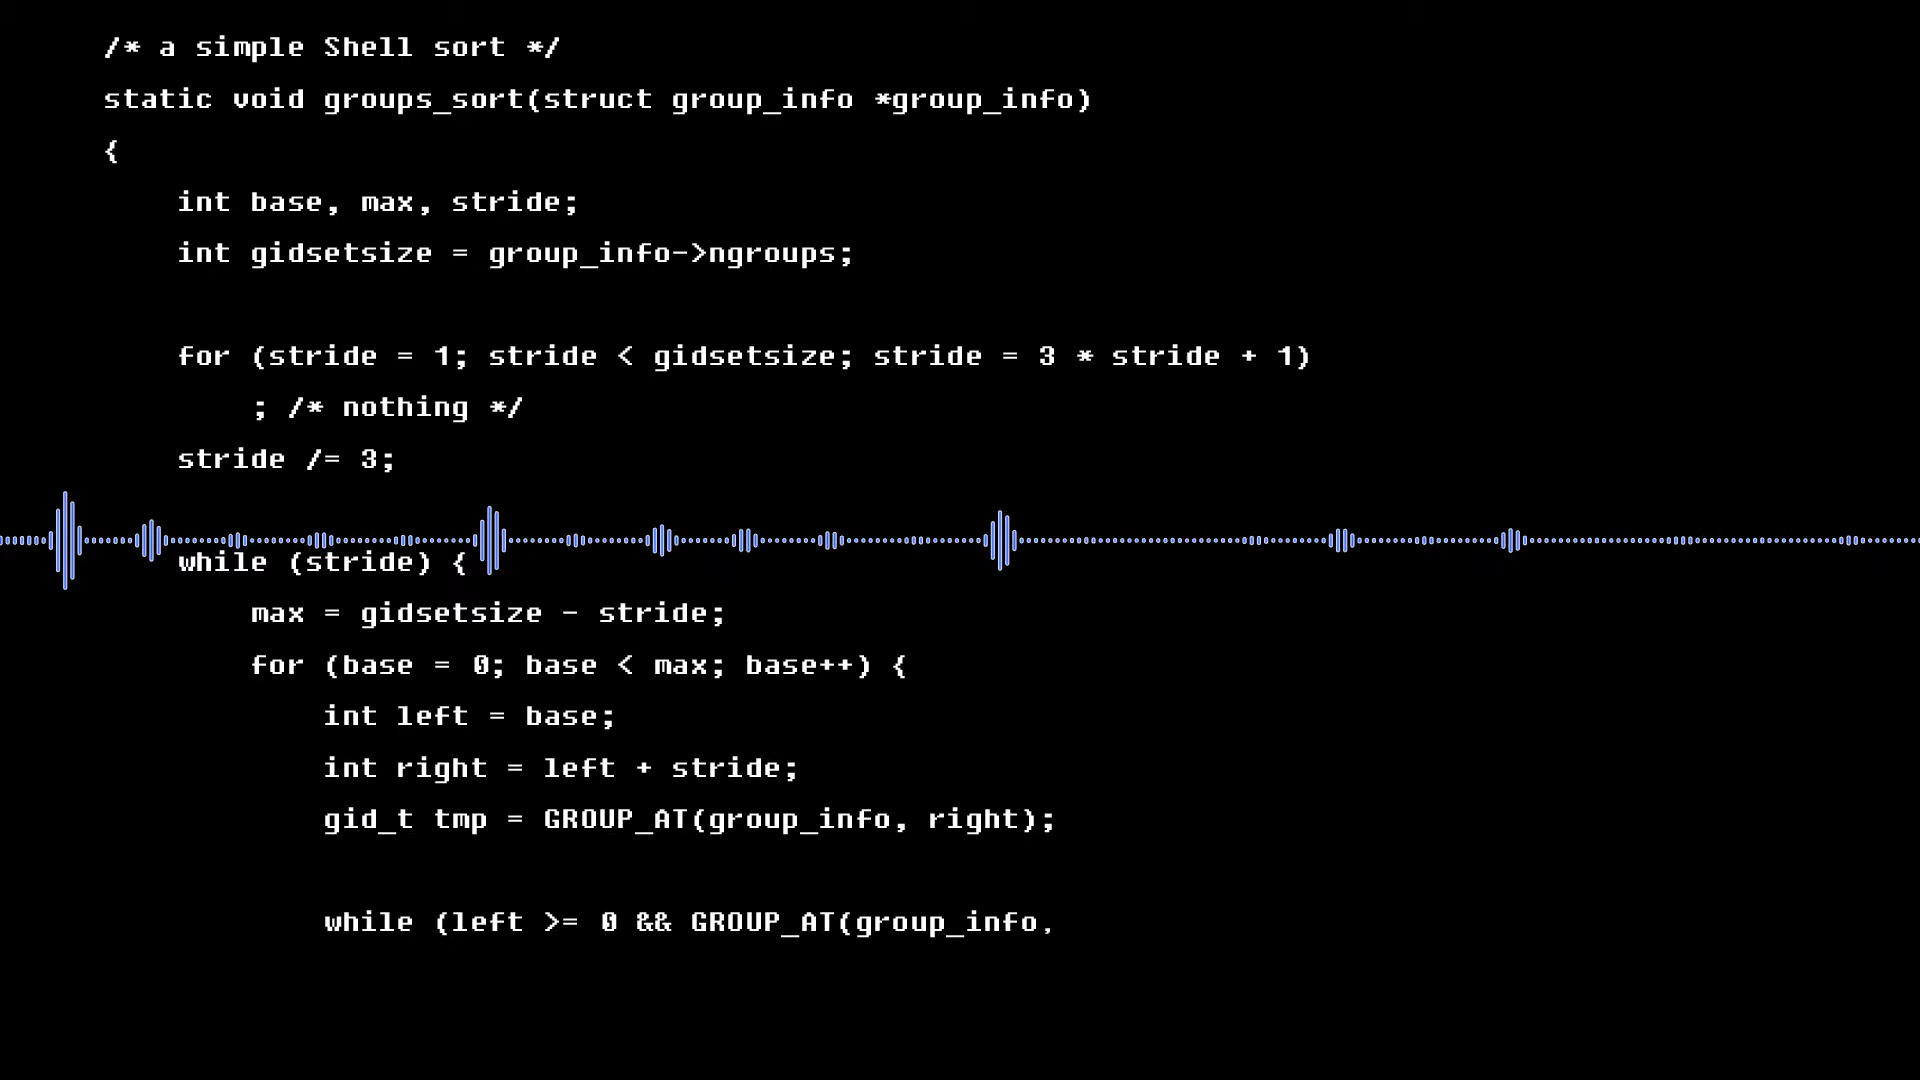 /* a simple Shell sort */
static void groups_sort(struct group_info *group_info)
{
int base, max, stride;
int gidsetsize = group_info->ngroups;
for (stride = 1; stride < gidsetsize; stride = 3 * stride + 1)
; /* nothing */
stride /= 3;
while (stride) {
max = gidsetsize - stride;
for (base = 0; base < max; base++) {
int left = base;
int right = left + stride;
gid_t tmp = GROUP_AT(group_info, right);
while (left >= 0 && GROUP_AT(group_info,